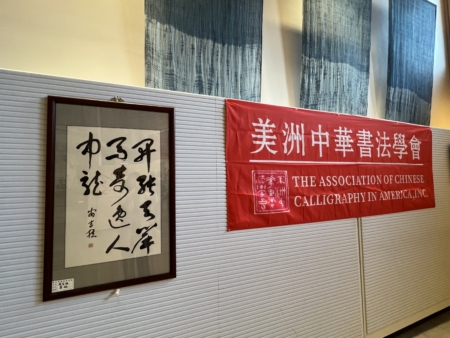 開張天岸
馬奇逸人
中龍
美洲中華書法學會
THE ASSOCIATION OF CHINESE
CALLIGRAPHY IN AMERICA, INC.